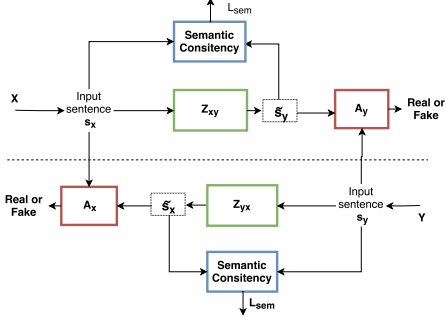 L_sem
Semantic
Consitency
X
Input
sentence
s_x
Z_xy
s̃_y
A_y
Real or
Fake
Real or
Fake
A_x
s̃_x
Z_yx
Input
sentence
s_y
Y
Semantic
Consitency
L_sem